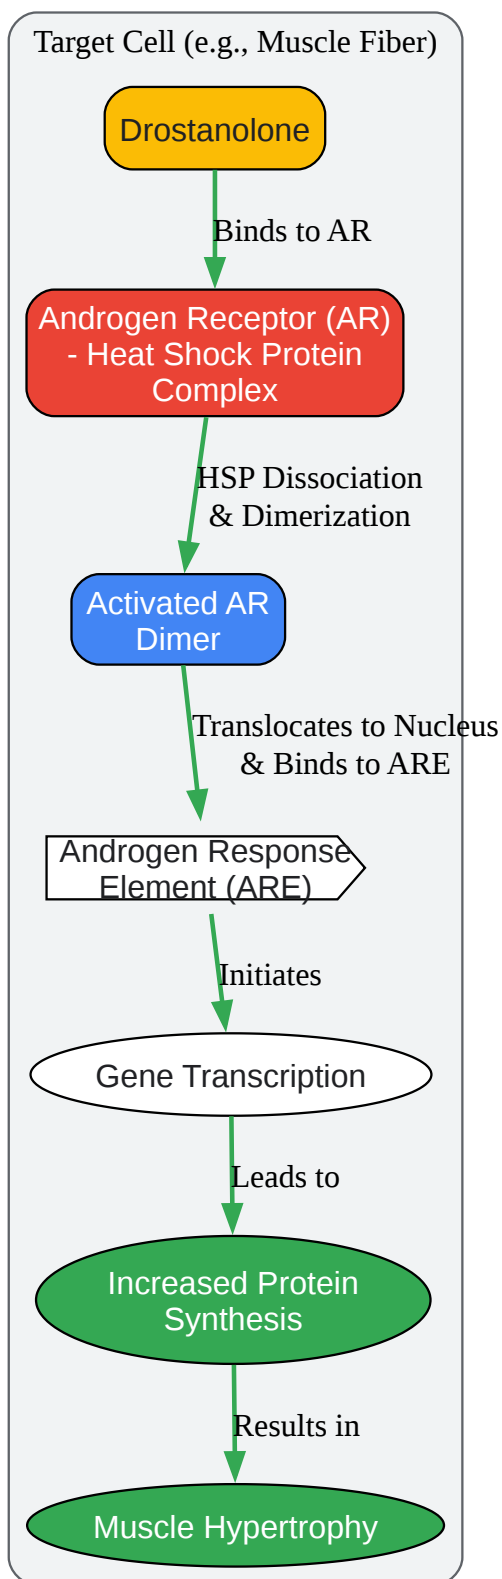 Target Cell (e.g., Muscle Fiber)
Drostanolone
Binds to AR
Androgen Receptor (AR)
- Heat Shock Protein
Complex
HSP Dissociation
& Dimerization
Activated AR
Dimer
Translocates to Nucleus
& Binds to ARE
Androgen Response
Element (ARE)
Initiates
Gene Transcription
Leads to
Increased Protein
Synthesis
Results in
Muscle Hypertrophy